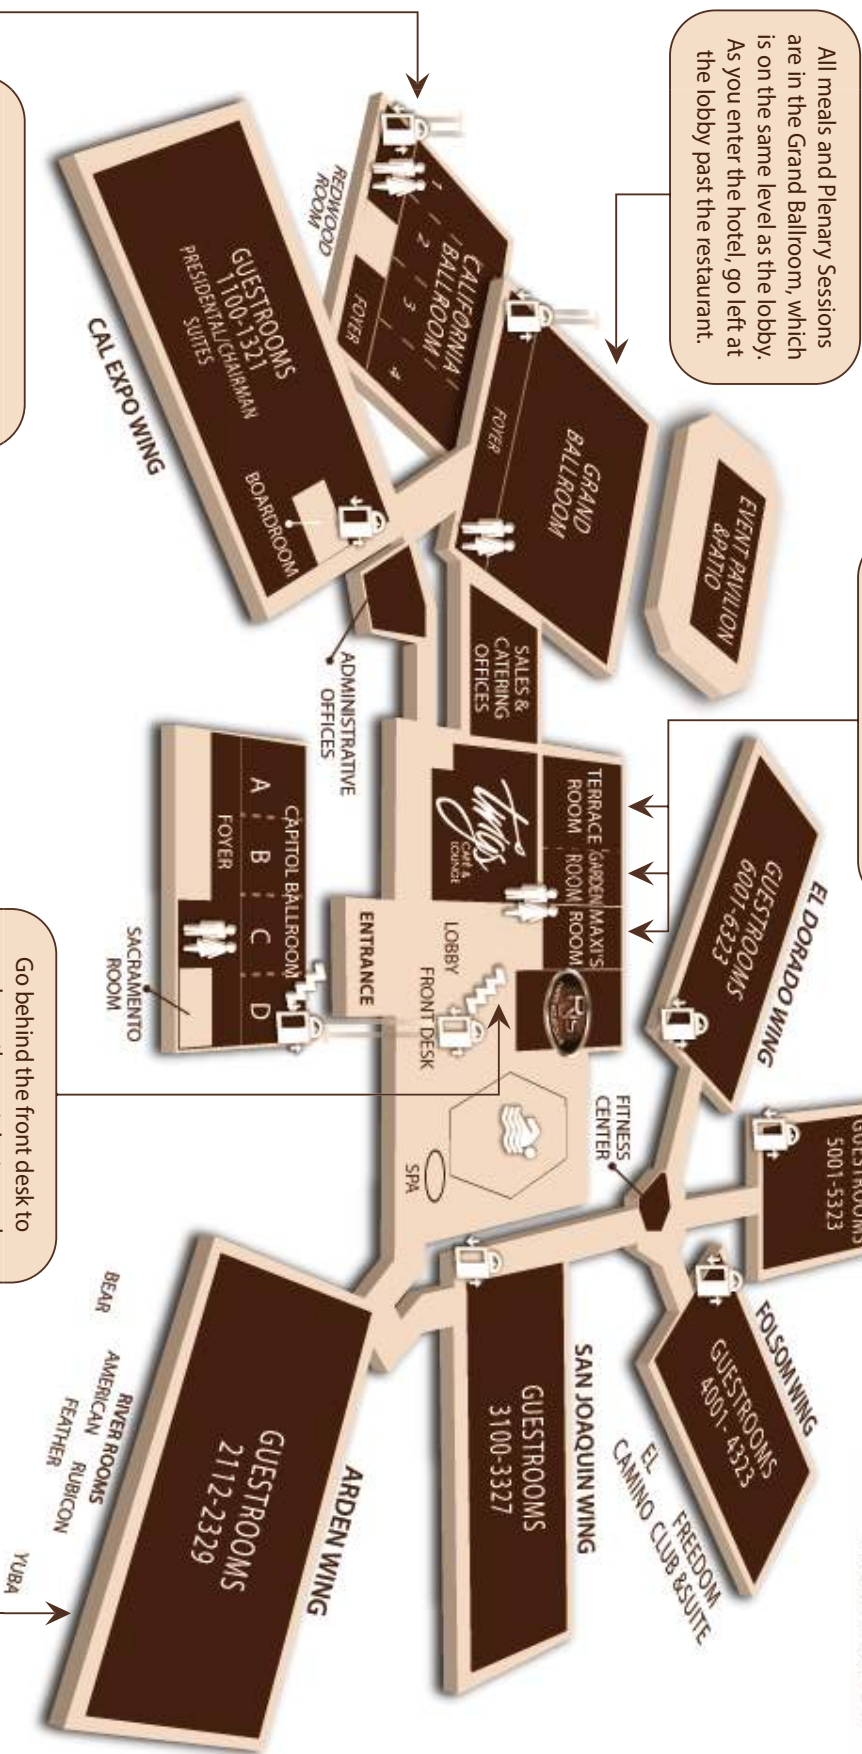 All meals and Plenary Sessions
are in the Grand Ballroom, which
is on the same level as the lobby.
As you enter the hotel, go left at
the lobby past the restaurant.
EVENT PAVILION
&PATIO
GRAND
BALLROOM
FOYER
CALIFORNIA
BALLROOM
1
2
3
4
FOYER
REDWOOD
ROOM
GUESTROOMS
1100-1321
PRESIDENTAL/CHAIRMAN
SUITES
BOARDROOM
CAL EXPO WING
ADMINISTRATIVE
OFFICES
SALES &
CATERING
OFFICES
TERRACE
ROOM
GARDEN
ROOM
MAXI'S
ROOM
CAFE &
LOUNGE
LOBBY
FRONT DESK
ENTRANCE
CAPITOL BALLROOM
A
B
C
D
FOYER
SACRAMENTO
ROOM
Go behind the front desk to
SPA
FITNESS
CENTER
EL DORADO WING
GUESTROOMS
6001-6323
GUESTROOMS
5001-5323
FOLSOM WING
GUESTROOMS
4001-4323
FREEDOM
EL
CAMINO CLUB &SUITE
SAN JOAQUIN WING
GUESTROOMS
3100-3327
ARDEN WING
GUESTROOMS
2112-2329
RIVER ROOMS
BEAR
AMERICAN
FEATHER
RUBICON
YUBA